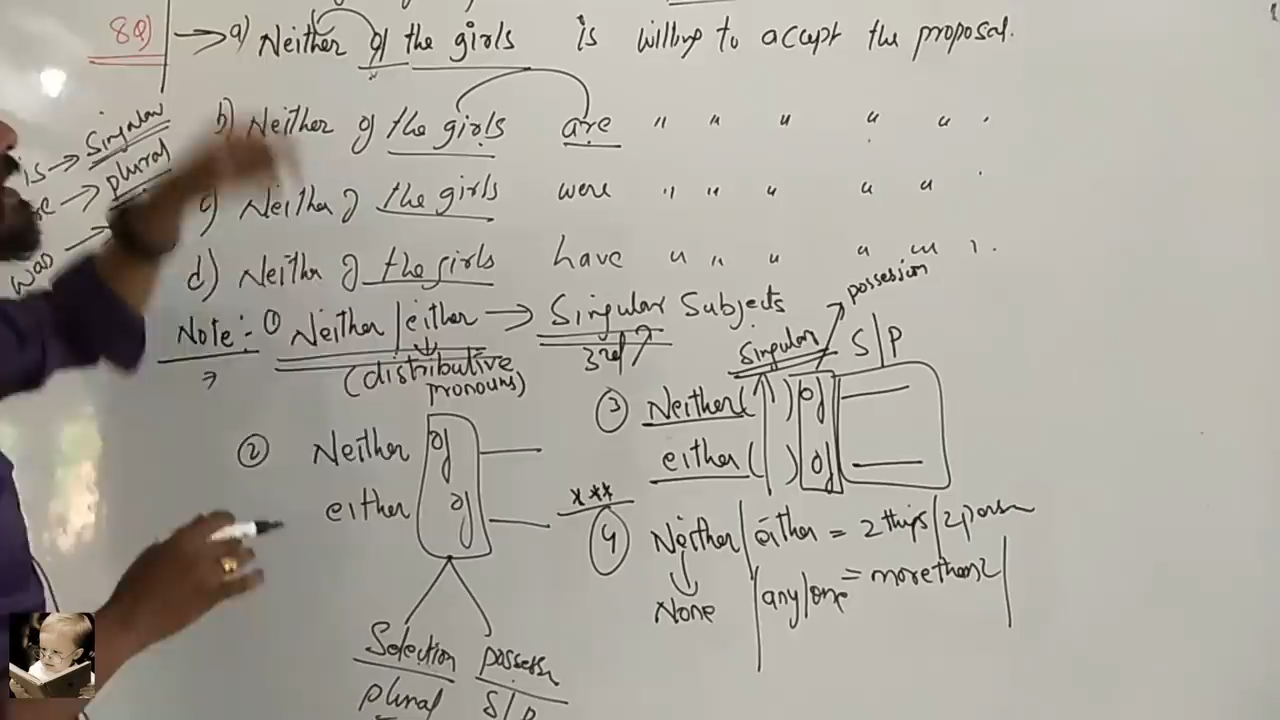 8Q) → a) Neither of the girls is willing to accept the proposal.
b) Neither of the girls are " " " " " .
c) Neither of the girls were " " " " " .
d) Neither of the girls have " " " " " .
is → Singular
→ plural
was →
Note:- ① Neither | either → Singular Subjects
(distributive pronouns)
② Neither of
either of
Selection possess
plural S/P
possession
Singular S|P
③ Neither ( ) of
either ( ) of
***
④ Neither / either = 2 things / 2 person
None / any / one = more than 2 |